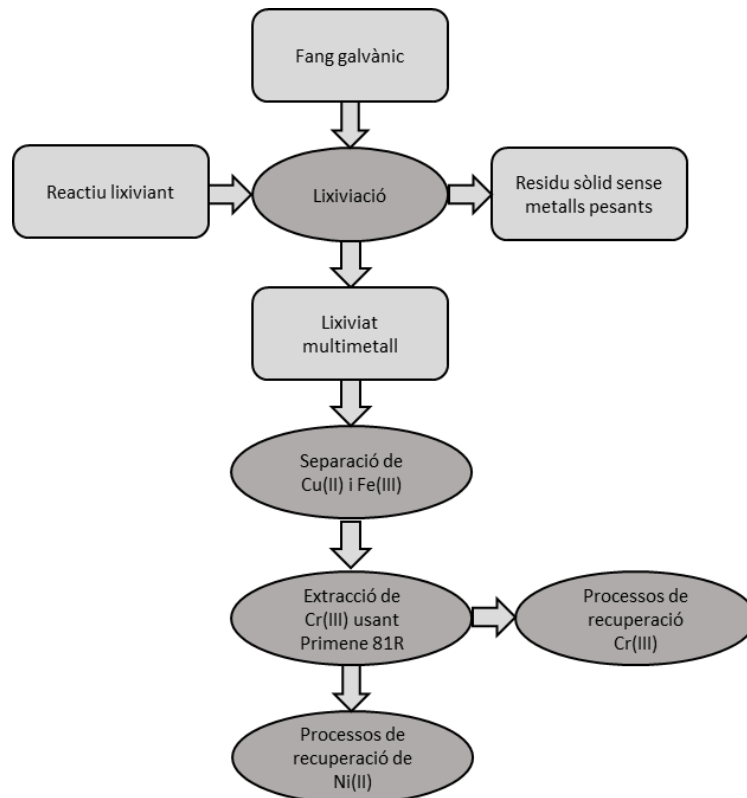 Fang galvànic
Reactiu lixiviant
Lixiviació
Residu sòlid sense
metalls pesants
Lixiviat
multimetall
Separació de
Cu(II) i Fe(III)
Extracció de
Cr(III) usant
Primene 81R
Processos de
recuperació
Cr(III)
Processos de
recuperació de
Ni(II)